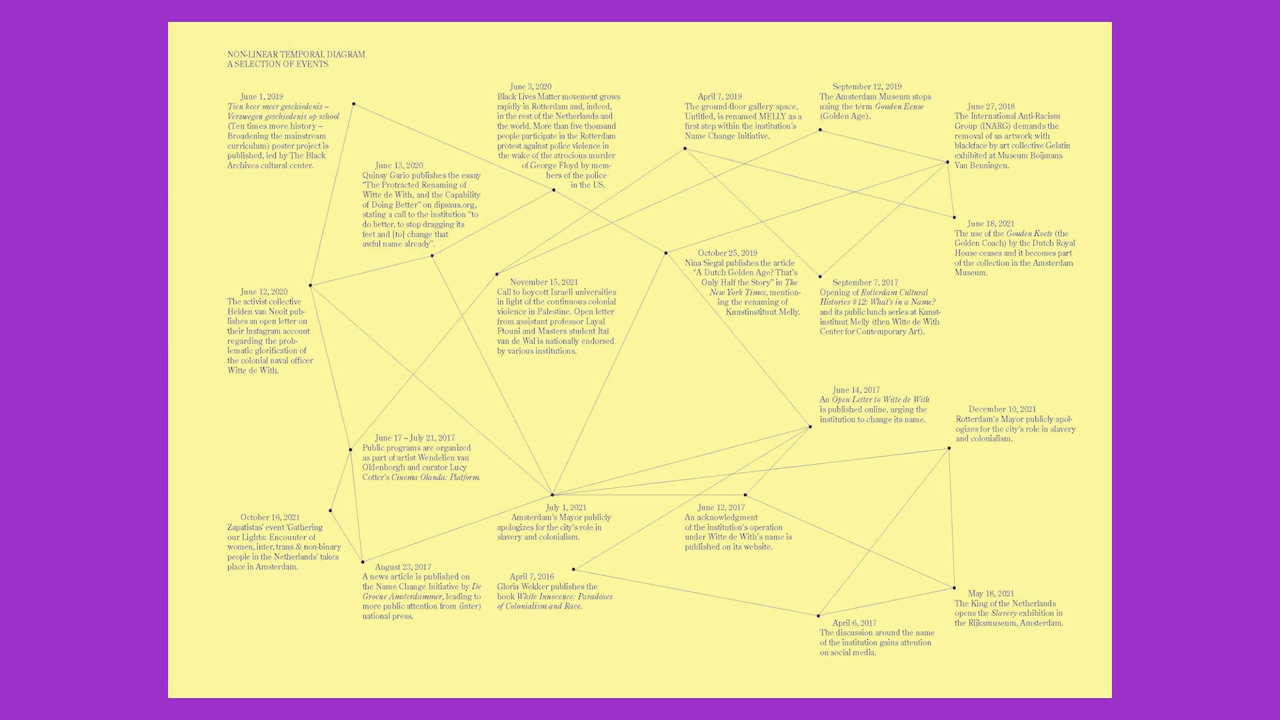 NON-LINEAR TEMPORAL DIAGRAM
A SELECTION OF EVENTS
June 1, 2019
Tien keer meer geschiedenis –
Verzwegen geschiedenis op school
(Ten times more history –
Broadening the mainstream
curriculum) poster project is
published, led by The Black
Archives cultural center.
June 13, 2020
Quinsy Gario publishes the essay
"The Protracted Renaming of
Witte de With, and the Capability
of Doing Better" on dipsaus.org,
stating a call to the institution "to
do better, to stop dragging its
feet and [to] change that
awful name already".
June 3, 2020
Black Lives Matter movement grows
rapidly in Rotterdam and, indeed,
in the rest of the Netherlands and
the world. More than five thousand
people participate in the Rotterdam
protest against police violence in
the wake of the atrocious murder
of George Floyd by mem-
bers of the police
in the US.
April 7, 2019
The ground-floor gallery space,
Untitled, is renamed MELLY as a
first step within the institution's
Name Change Initiative.
September 12, 2019
The Amsterdam Museum stops
using the term Gouden Eeuw
(Golden Age).
June 27, 2018
The International Anti-Racism
Group (INARG) demands the
removal of an artwork with
blackface by art collective Gelatin
exhibited at Museum Boijmans
Van Beuningen.
June 18, 2021
The use of the Gouden Koets (the
Golden Coach) by the Dutch Royal
House ceases and it becomes part
of the collection in the Amsterdam
Museum.
June 12, 2020
The activist collective
Helden van Nooit pub-
lishes an open letter on
their Instagram account
regarding the prob-
lematic glorification of
the colonial naval officer
Witte de With.
November 15, 2021
Call to boycott Israeli universities
in light of the continuous colonial
violence in Palestine. Open letter
from assistant professor Layal
Ftouni and Masters student Itaï
van de Wal is nationally endorsed
by various institutions.
October 25, 2019
Nina Siegal publishes the article
"A Dutch Golden Age? That's
Only Half the Story" in The
New York Times, mention-
ing the renaming of
Kunstinstituut Melly.
September 7, 2017
Opening of Rotterdam Cultural
Histories #12: What's in a Name?
and its public lunch series at Kunst-
instituut Melly (then Witte de With
Center for Contemporary Art).
June 14, 2017
An Open Letter to Witte de With
is published online, urging the
institution to change its name.
December 10, 2021
Rotterdam's Mayor publicly apol-
ogizes for the city's role in slavery
and colonialism.
June 17 – July 21, 2017
Public programs are organized
as part of artist Wendelien van
Oldenborgh and curator Lucy
Cotter's Cinema Olanda: Platform.
October 16, 2021
Zapatistas' event 'Gathering
our Lights: Encounter of
women, inter, trans & non-binary
people in the Netherlands' takes
place in Amsterdam.
August 23, 2017
A news article is published on
the Name Change Initiative by De
Groene Amsterdammer, leading to
more public attention from (inter)
national press.
July 1, 2021
Amsterdam's Mayor publicly
apologizes for the city's role in
slavery and colonialism.
April 7, 2016
Gloria Wekker publishes the
book White Innocence: Paradoxes
of Colonialism and Race.
June 12, 2017
An acknowledgment
of the institution's operation
under Witte de With's name is
published on its website.
April 6, 2017
The discussion around the name
of the institution gains attention
on social media.
May 18, 2021
The King of the Netherlands
opens the Slavery exhibition in
the Rijksmuseum, Amsterdam.